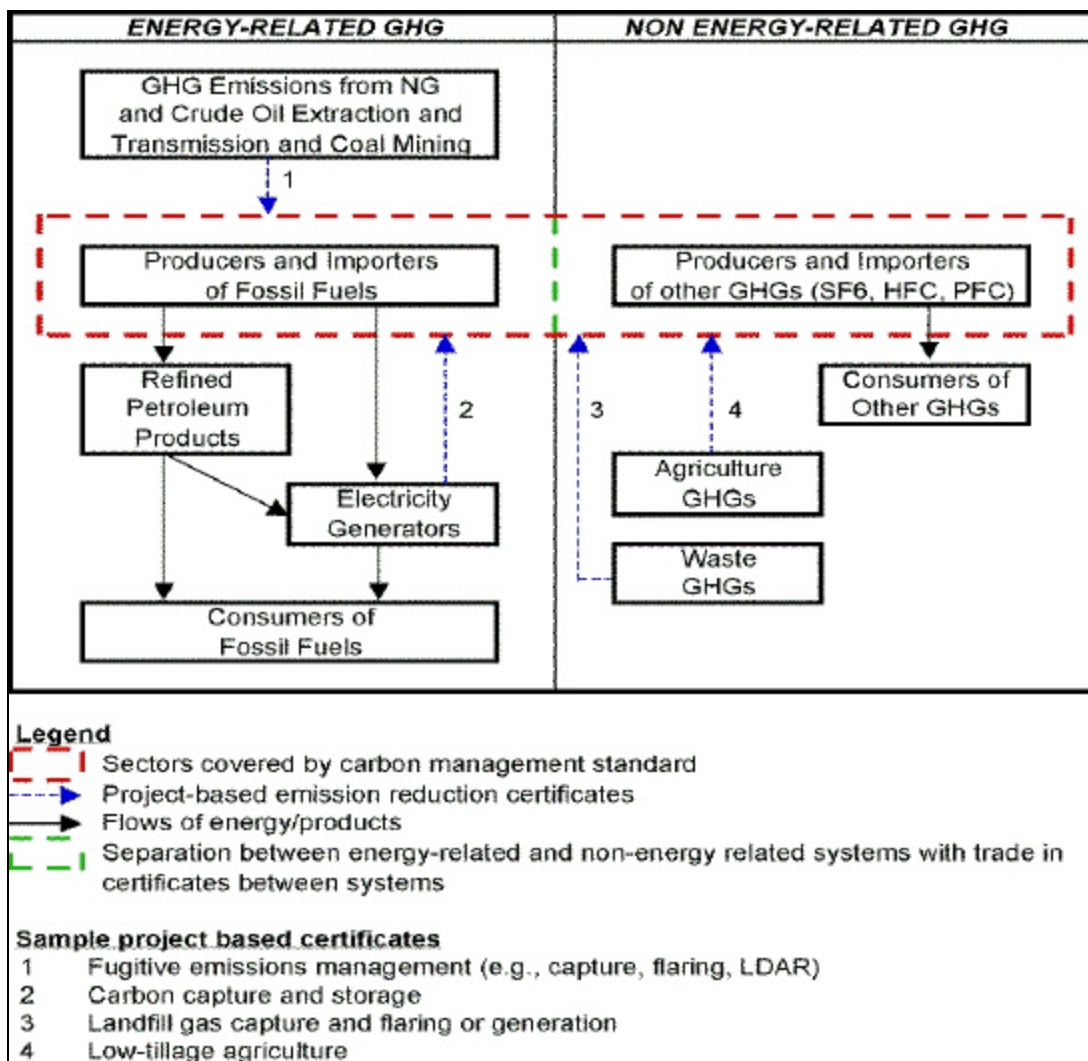 ENERGY-RELATED GHG
NON ENERGY-RELATED GHG
GHG Emissions from NG
and Crude Oil Extraction and
Transmission and Coal Mining
1
Producers and Importers
of Fossil Fuels
Producers and Importers
of other GHGs (SF6, HFC, PFC)
Refined
Petroleum
Products
2
3
4
Consumers of
Other GHGs
Electricity
Generators
Agriculture
GHGs
Waste
GHGs
Consumers of
Fossil Fuels
Legend
Sectors covered by carbon management standard
Project-based emission reduction certificates
Flows of energy/products
Separation between energy-related and non-energy related systems with trade in
certificates between systems
Sample project based certificates
1 Fugitive emissions management (e.g., capture, flaring, LDAR)
2 Carbon capture and storage
3 Landfill gas capture and flaring or generation
4 Low-tillage agriculture